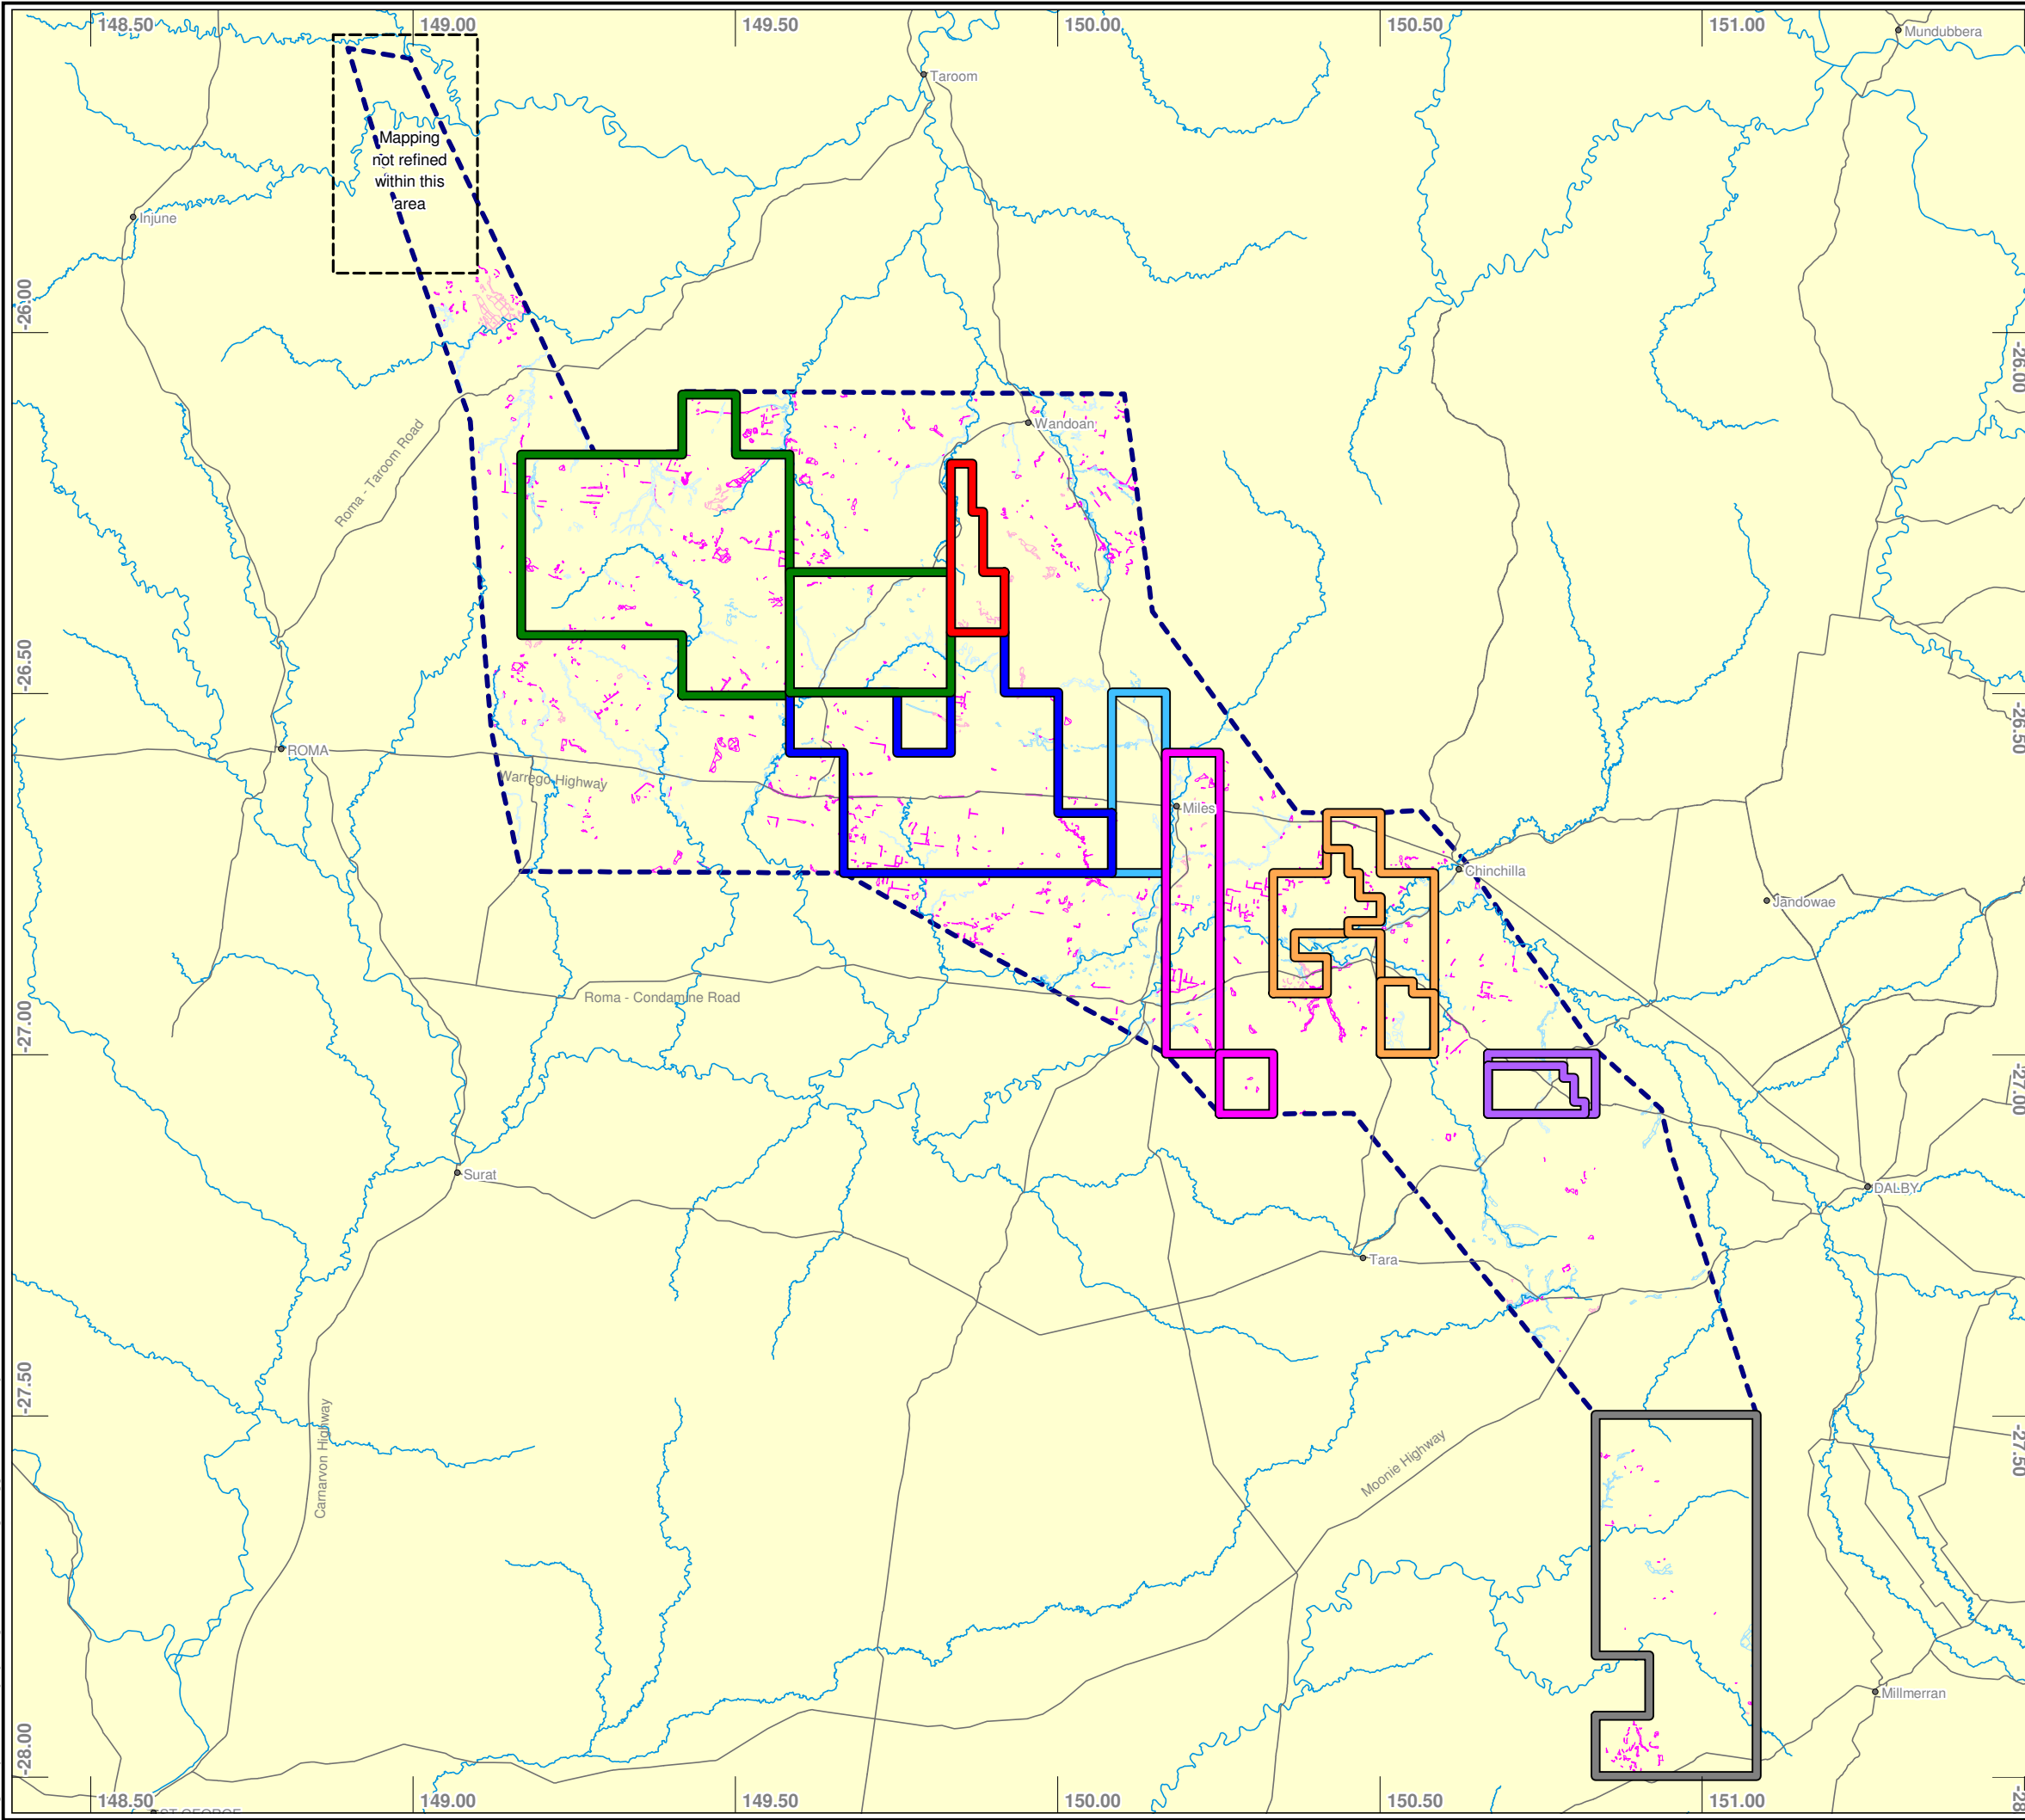 148.50 149.00 149.50 150.00 150.50 151.00
Mundubbera
Taroom
Mapping
not refined
within this
area
Injune
-26.00
-26.00
Roma - Taroom Road
Wandoan
-26.50
-26.50
ROMA
Warrego Highway
Miles
Chinchilla
Jandowae
Roma - Condamine Road
-27.00
-27.00
Surat
DALBY
Tara
-27.50
-27.50
Carnarvon Highway
Moonie Highway
Millmerran
-28.00
148.50 149.00 149.50 150.00 150.50 151.00
ST GEORGE